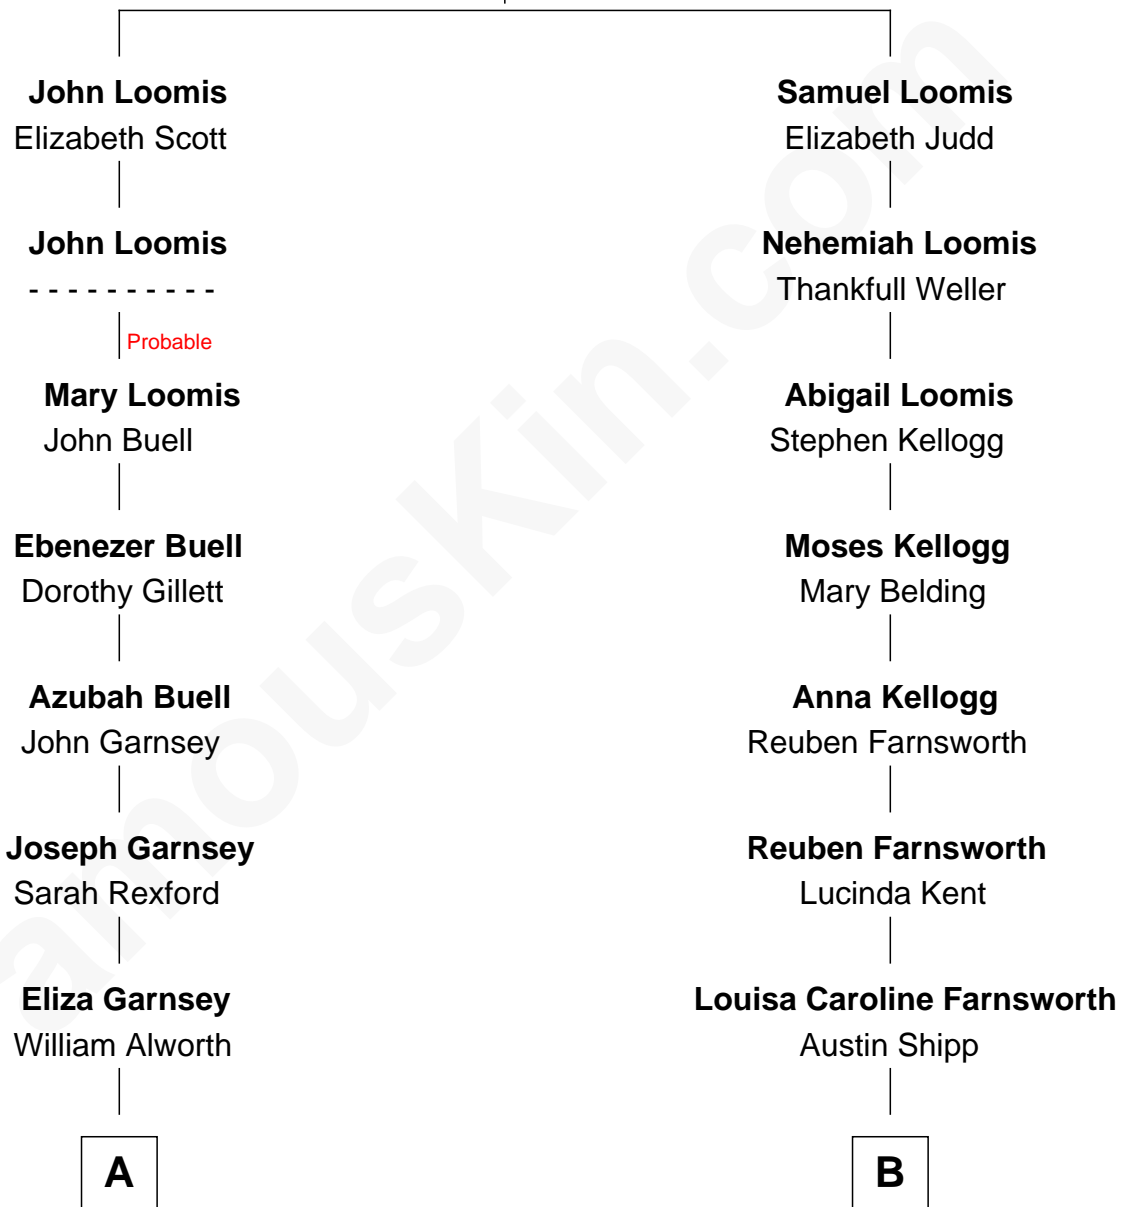 John Loomis
Elizabeth Scott
John Loomis
- - - - - - - - - -
Probable
Mary Loomis
John Buell
Ebenezer Buell
Dorothy Gillett
Azubah Buell
John Garnsey
Joseph Garnsey
Sarah Rexford
Eliza Garnsey
William Alworth
A
Samuel Loomis
Elizabeth Judd
Nehemiah Loomis
Thankfull Weller
Abigail Loomis
Stephen Kellogg
Moses Kellogg
Mary Belding
Anna Kellogg
Reuben Farnsworth
Reuben Farnsworth
Lucinda Kent
Louisa Caroline Farnsworth
Austin Shipp
B
amouskin.com